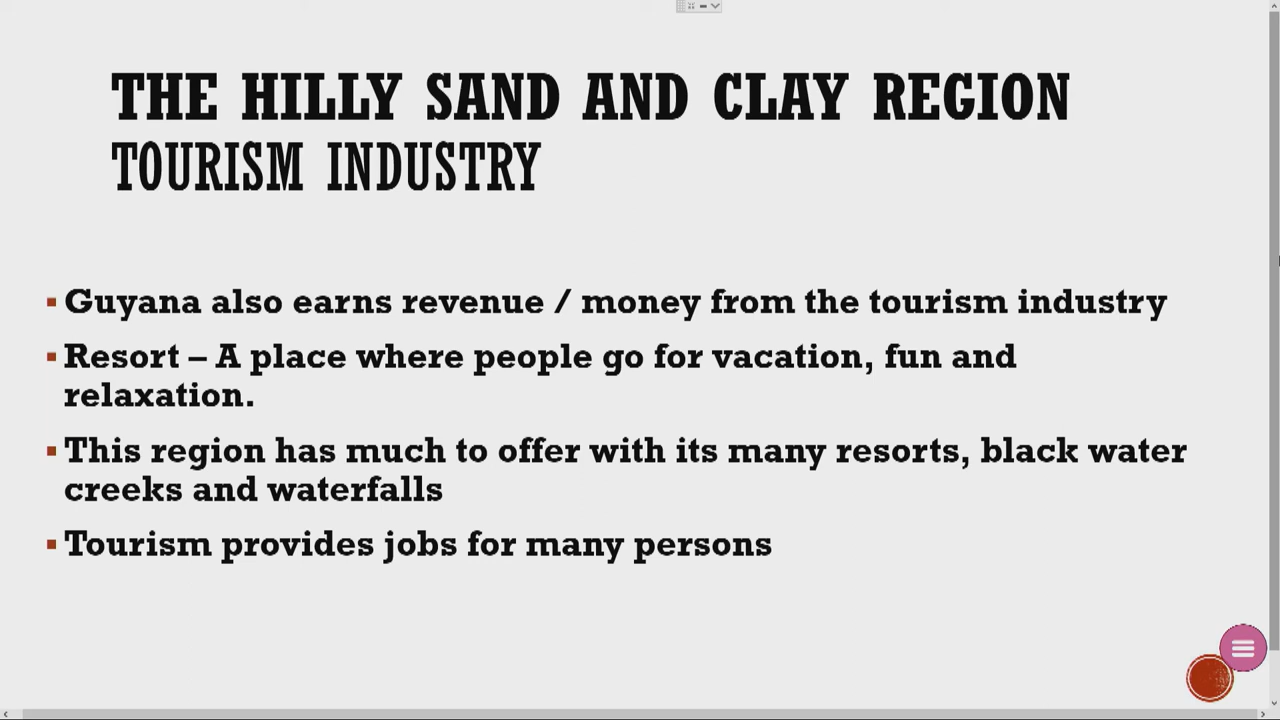 THE HILLY SAND AND CLAY REGION
TOURISM INDUSTRY
▪ Guyana also earns revenue / money from the tourism industry
▪ Resort – A place where people go for vacation, fun and
relaxation.
▪ This region has much to offer with its many resorts, black water
creeks and waterfalls
▪ Tourism provides jobs for many persons